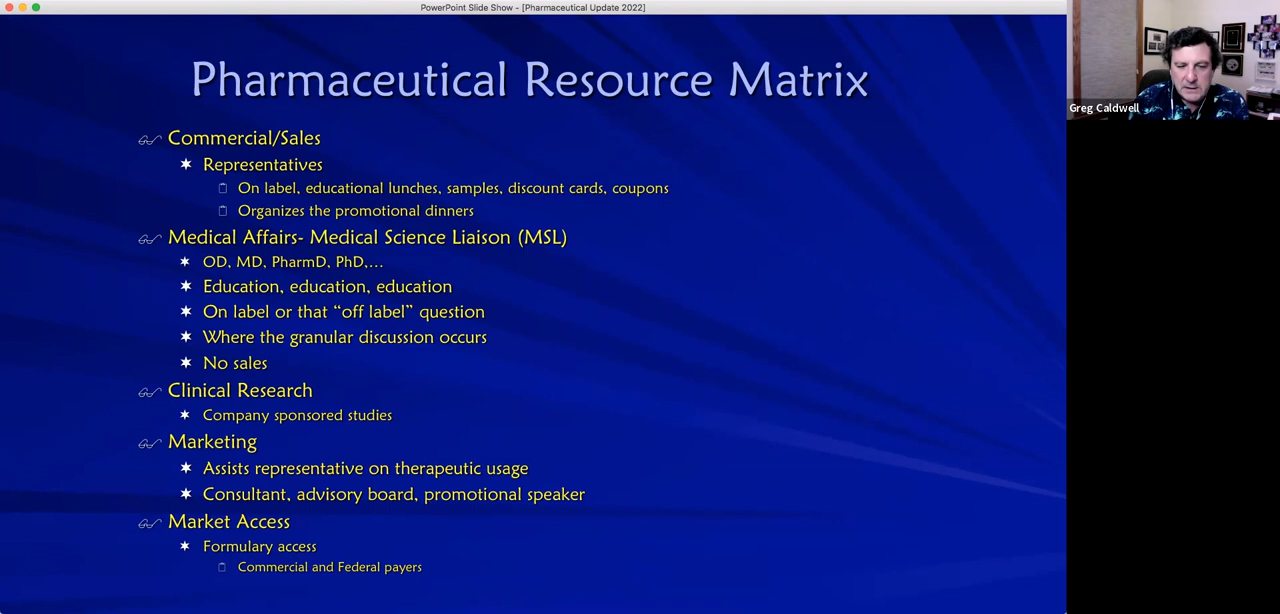 PowerPoint Slide Show - [Pharmaceutical Update 2022]
Pharmaceutical Resource Matrix
Commercial/Sales
Representatives
On label, educational lunches, samples, discount cards, coupons
Organizes the promotional dinners
Medical Affairs- Medical Science Liaison (MSL)
OD, MD, PharmD, PhD,...
Education, education, education
On label or that “off label” question
Where the granular discussion occurs
No sales
Clinical Research
Company sponsored studies
Marketing
Assists representative on therapeutic usage
Consultant, advisory board, promotional speaker
Market Access
Formulary access
Commercial and Federal payers
Greg Caldwell